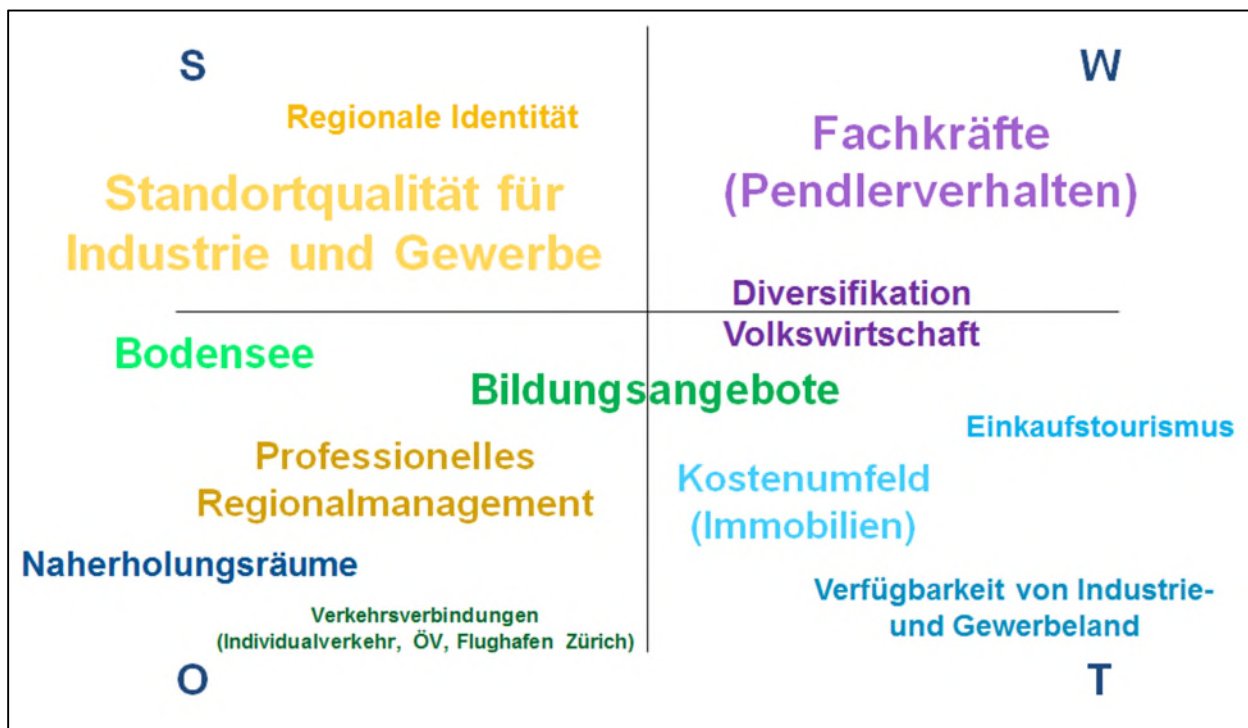 S
Regionale Identität
Standortqualität für
Industrie und Gewerbe
W
Fachkräfte
(Pendlerverhalten)
Diversifikation
Volkswirtschaft
Bodensee
Bildungsangebote
Professionelles
Regionalmanagement
Naherholungsräume
Verkehrsverbindungen
(Individualverkehr, ÖV, Flughafen Zürich)
O
Einkaufstourismus
Kostenumfeld
(Immobilien)
Verfügbarkeit von Industrie-
und Gewerbeland
T